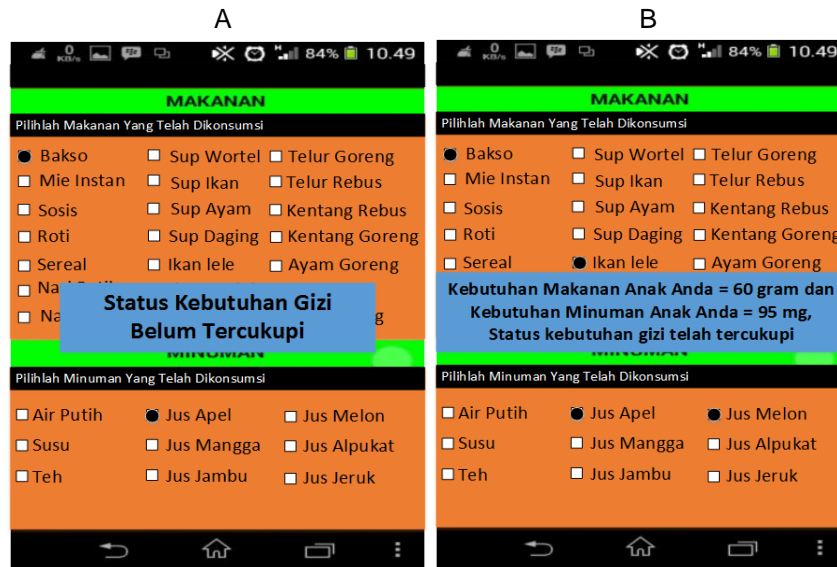 A
0 KB/s H 84% 10.49
MAKANAN
Pilihlah Makanan Yang Telah Dikonsumsi
Bakso Sup Wortel Telur Goreng
Mie Instan Sup Ikan Telur Rebus
Sosis Sup Ayam Kentang Rebus
Roti Sup Daging Kentang Goreng
Sereal Ikan lele Ayam Goreng
Status Kebutuhan Gizi
Belum Tercukupi
MINUMAN
Pilihlah Minuman Yang Telah Dikonsumsi
Air Putih Jus Apel Jus Melon
Susu Jus Mangga Jus Alpukat
Teh Jus Jambu Jus Jeruk
B
0 KB/s H 84% 10.49
MAKANAN
Pilihlah Makanan Yang Telah Dikonsumsi
Bakso Sup Wortel Telur Goreng
Mie Instan Sup Ikan Telur Rebus
Sosis Sup Ayam Kentang Rebus
Roti Sup Daging Kentang Goreng
Sereal Ikan lele Ayam Goreng
Kebutuhan Makanan Anak Anda = 60 gram dan
Kebutuhan Minuman Anak Anda = 95 mg,
Status kebutuhan gizi telah tercukupi
MINUMAN
Pilihlah Minuman Yang Telah Dikonsumsi
Air Putih Jus Apel Jus Melon
Susu Jus Mangga Jus Alpukat
Teh Jus Jambu Jus Jeruk